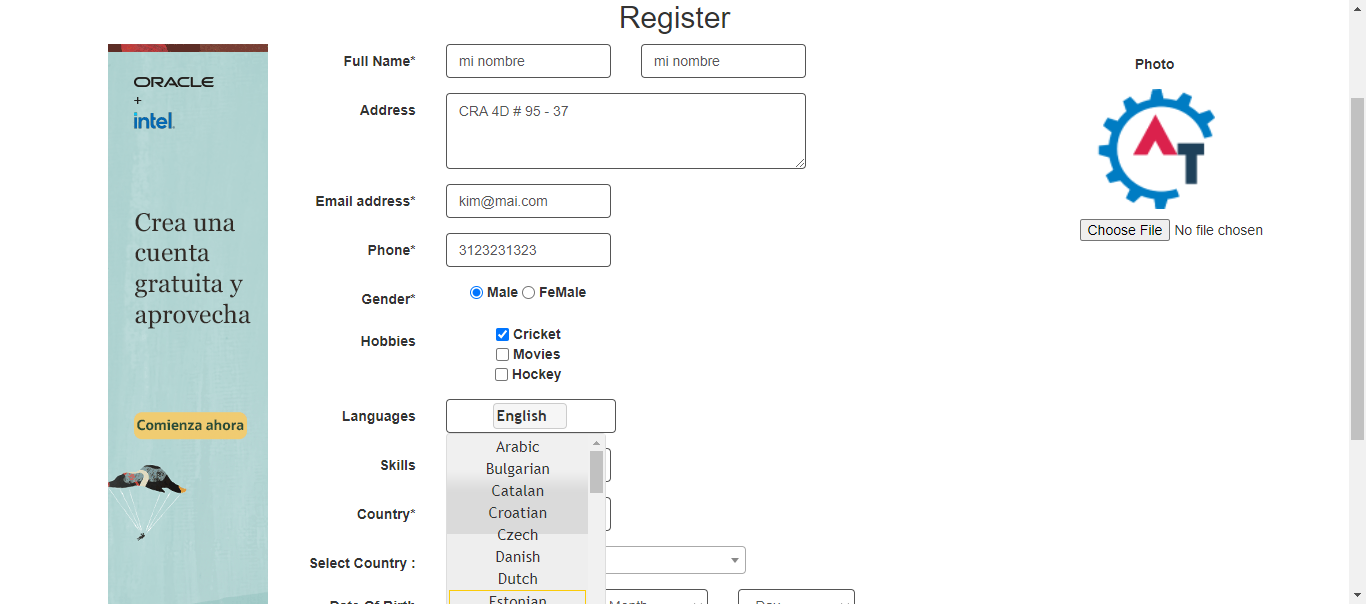 Register
ORACLE
+
intel.
Crea una
cuenta
gratuita y
aprovecha
Comienza ahora
Full Name*
mi nombre
mi nombre
Address
CRA 4D # 95 - 37
Email address*
kim@mai.com
Phone*
3123231323
Gender*
Male FeMale
Hobbies
Cricket
Movies
Hockey
Languages
English
Arabic
Bulgarian
Catalan
Croatian
Czech
Danish
Dutch
Estonian
Skills
Country*
Select Country :
Date Of Birth
Month
Day
Photo
AT
Choose File No file chosen